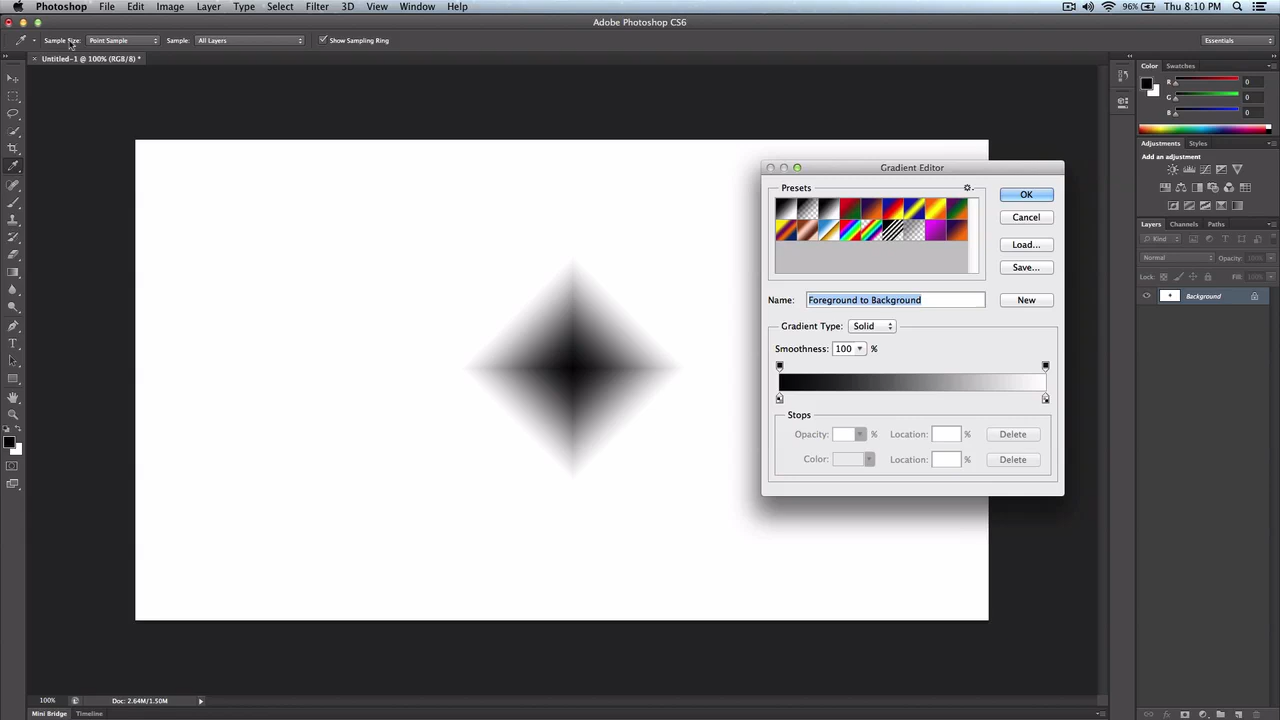 Photoshop File Edit Image Layer Type Select Filter 3D View Window Help 96% Thu 8:10 PM
Adobe Photoshop CS6
Sample Size: Point Sample Sample: All Layers Show Sampling Ring Essentials
× Untitled-1 @ 100% (RGB/8) *
Color Swatches
R 0
G 0
B 0
Adjustments Styles
Add an adjustment
Layers Channels Paths
Kind
Normal Opacity: 100%
Lock: Fill: 100%
Background
Gradient Editor
Presets
OK
Cancel
Load...
Save...
Name: Foreground to Background New
Gradient Type: Solid
Smoothness: 100 %
Stops
Opacity: % Location: % Delete
Color: Location: % Delete
100% Doc: 2.64M/1.50M
Mini Bridge Timeline